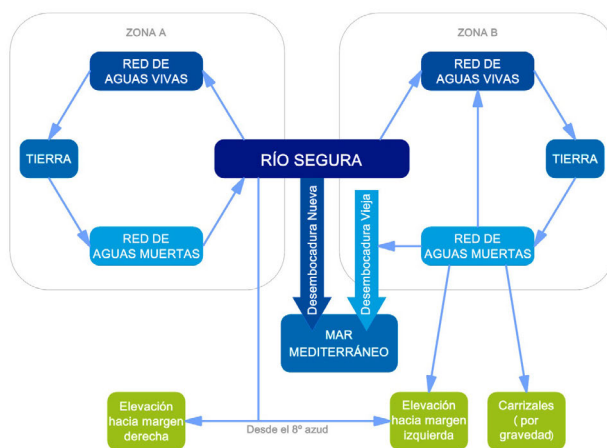 ZONA A
ZONA B
RED DE
AGUAS VIVAS
RED DE
AGUAS VIVAS
TIERRA
RÍO SEGURA
TIERRA
RED DE
AGUAS MUERTAS
Desembocadura Nueva
Desembocadura Vieja
RED DE
AGUAS MUERTAS
MAR
MEDITERRÁNEO
Elevación
hacia margen
derecha
Desde el 8º azud
Elevación
hacia margen
izquierda
Carrizales
( por
gravedad)